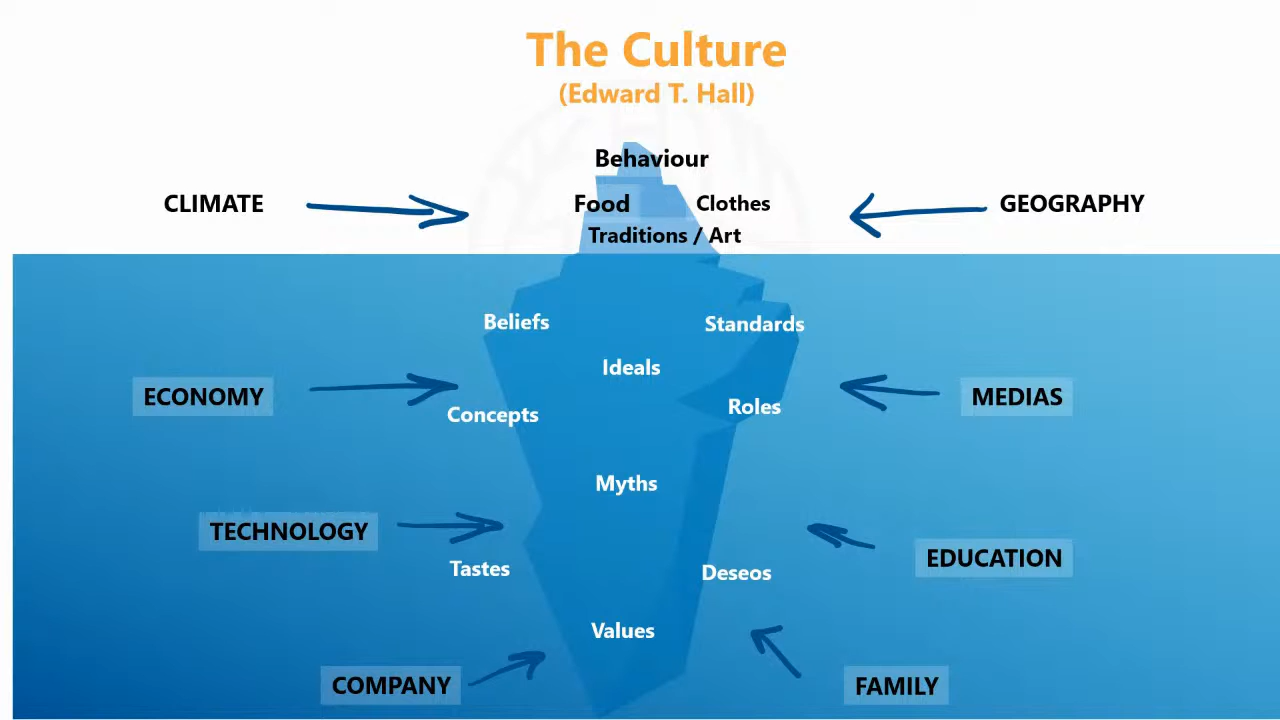 The Culture
(Edward T. Hall)
Behaviour
CLIMATE
Food
Clothes
GEOGRAPHY
Traditions / Art
Beliefs
Standards
Ideals
ECONOMY
MEDIAS
Concepts
Roles
Myths
TECHNOLOGY
EDUCATION
Tastes
Deseos
Values
COMPANY
FAMILY